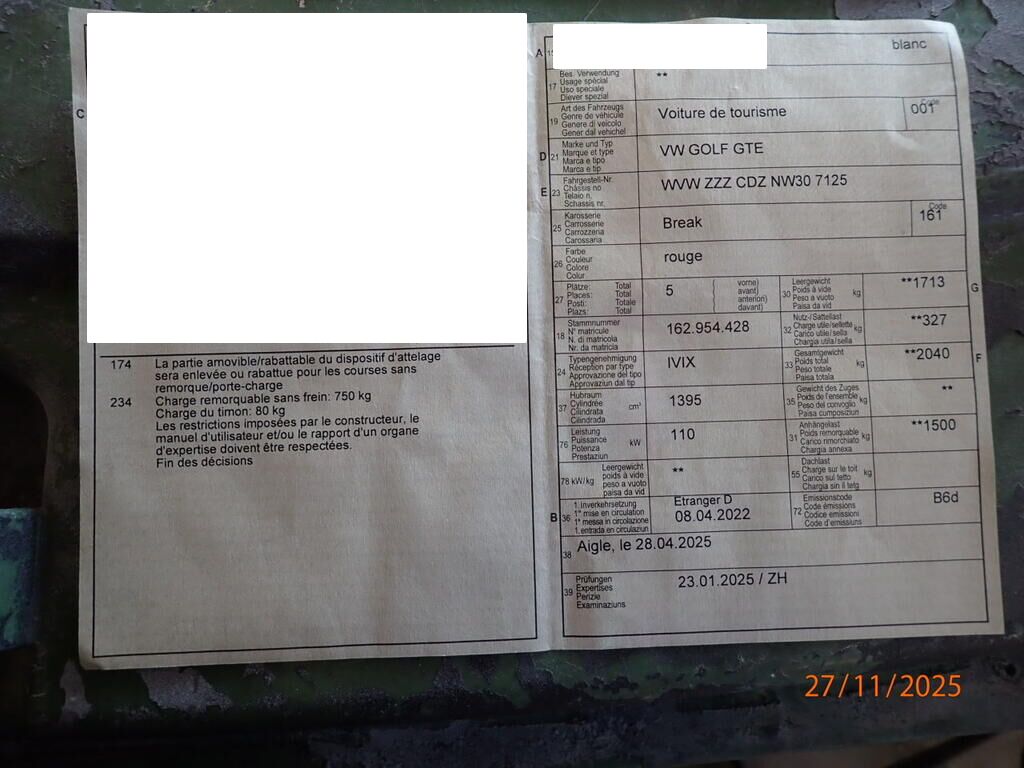 C
174 La partie amovible/rabattable du dispositif d'attelage
sera enlevée ou rabattue pour les courses sans
remorque/porte-charge
234 Charge remorquable sans frein: 750 kg
Charge du timon: 80 kg
Les restrictions imposées par le constructeur, le
manuel d'utilisateur et/ou le rapport d'un organe
d'expertise doivent être respectées.
Fin des décisions
A 15 blanc
17 Bes. Verwendung
Usage spécial
Uso speciale
Diever spezial
**
19 Art des Fahrzeugs
Genre de véhicule
Genere di veicolo
Gener dal vehichel
Voiture de tourisme
Code
001
D 21 Marke und Typ
Marque et type
Marca e tipo
Marca e tip
VW GOLF GTE
E 23 Fahrgestell-Nr.
Châssis no
Telaio n.
Schassis nr.
WVW ZZZ CDZ NW30 7125
25 Karosserie
Carrosserie
Carrozzeria
Carossaria
Break
Code
161
26 Farbe
Couleur
Colore
Colur
rouge
27 Plätze: Total
Places: Total
Posti: Totale
Plazs: Total
5
( vorne)
( avant)
( anteriori)
( davant)
30 Leergewicht
Poids à vide
Peso a vuoto
Paisa da vid
kg
**1713
G
18 Stammnummer
N° matricule
N. di matricola
Nr. da matricla
162.954.428
32 Nutz-/Sattellast
Charge utile/sellette
Carico utile/sella
Chargia utila/sella
kg
**327
24 Typengenehmigung
Réception par type
Approvazione del tipo
Approvaziun dal tip
IVIX
33 Gesamtgewicht
Poids total
Peso totale
Paisa totala
kg
**2040
F
37 Hubraum
Cylindrée
Cilindrata
Cilindrada
cm³
1395
35 Gewicht des Zuges
Poids de l'ensemble
Peso del convoglio
Paisa cumposiziun
kg
**
76 Leistung
Puissance
Potenza
Prestaziun
kW
110
31 Anhängelast
Poids remorquable
Carico rimorchiato
Chargia annexa
kg
**1500
78 kW/kg Leergewicht
poids à vide
peso a vuoto
paisa da vid
**
55 Dachlast
Charge sur le toit
Carico sul tetto
Chargia sin il tetg
kg
B 36 1. Inverkehrsetzung
1re mise en circulation
1a messa in circolazione
1. entrada en circulaziun
Etranger D
08.04.2022
72 Emissionscode
Code émissions
Codice emissioni
Code d'emissiuns
B6d
38 Aigle, le 28.04.2025
39 Prüfungen
Expertises
Perizie
Examinaziuns
23.01.2025 / ZH
27/11/2025